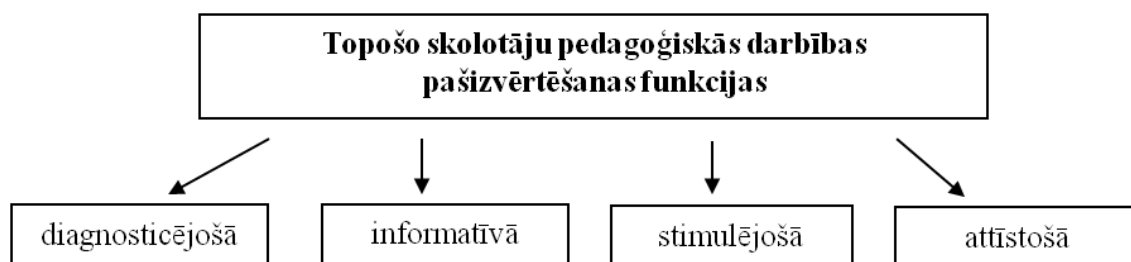 Topošo skolotāju pedagoģiskās darbības
pašizvērtēšanas funkcijas
diagnosticējošā
informatīvā
stimulējošā
attīstošā